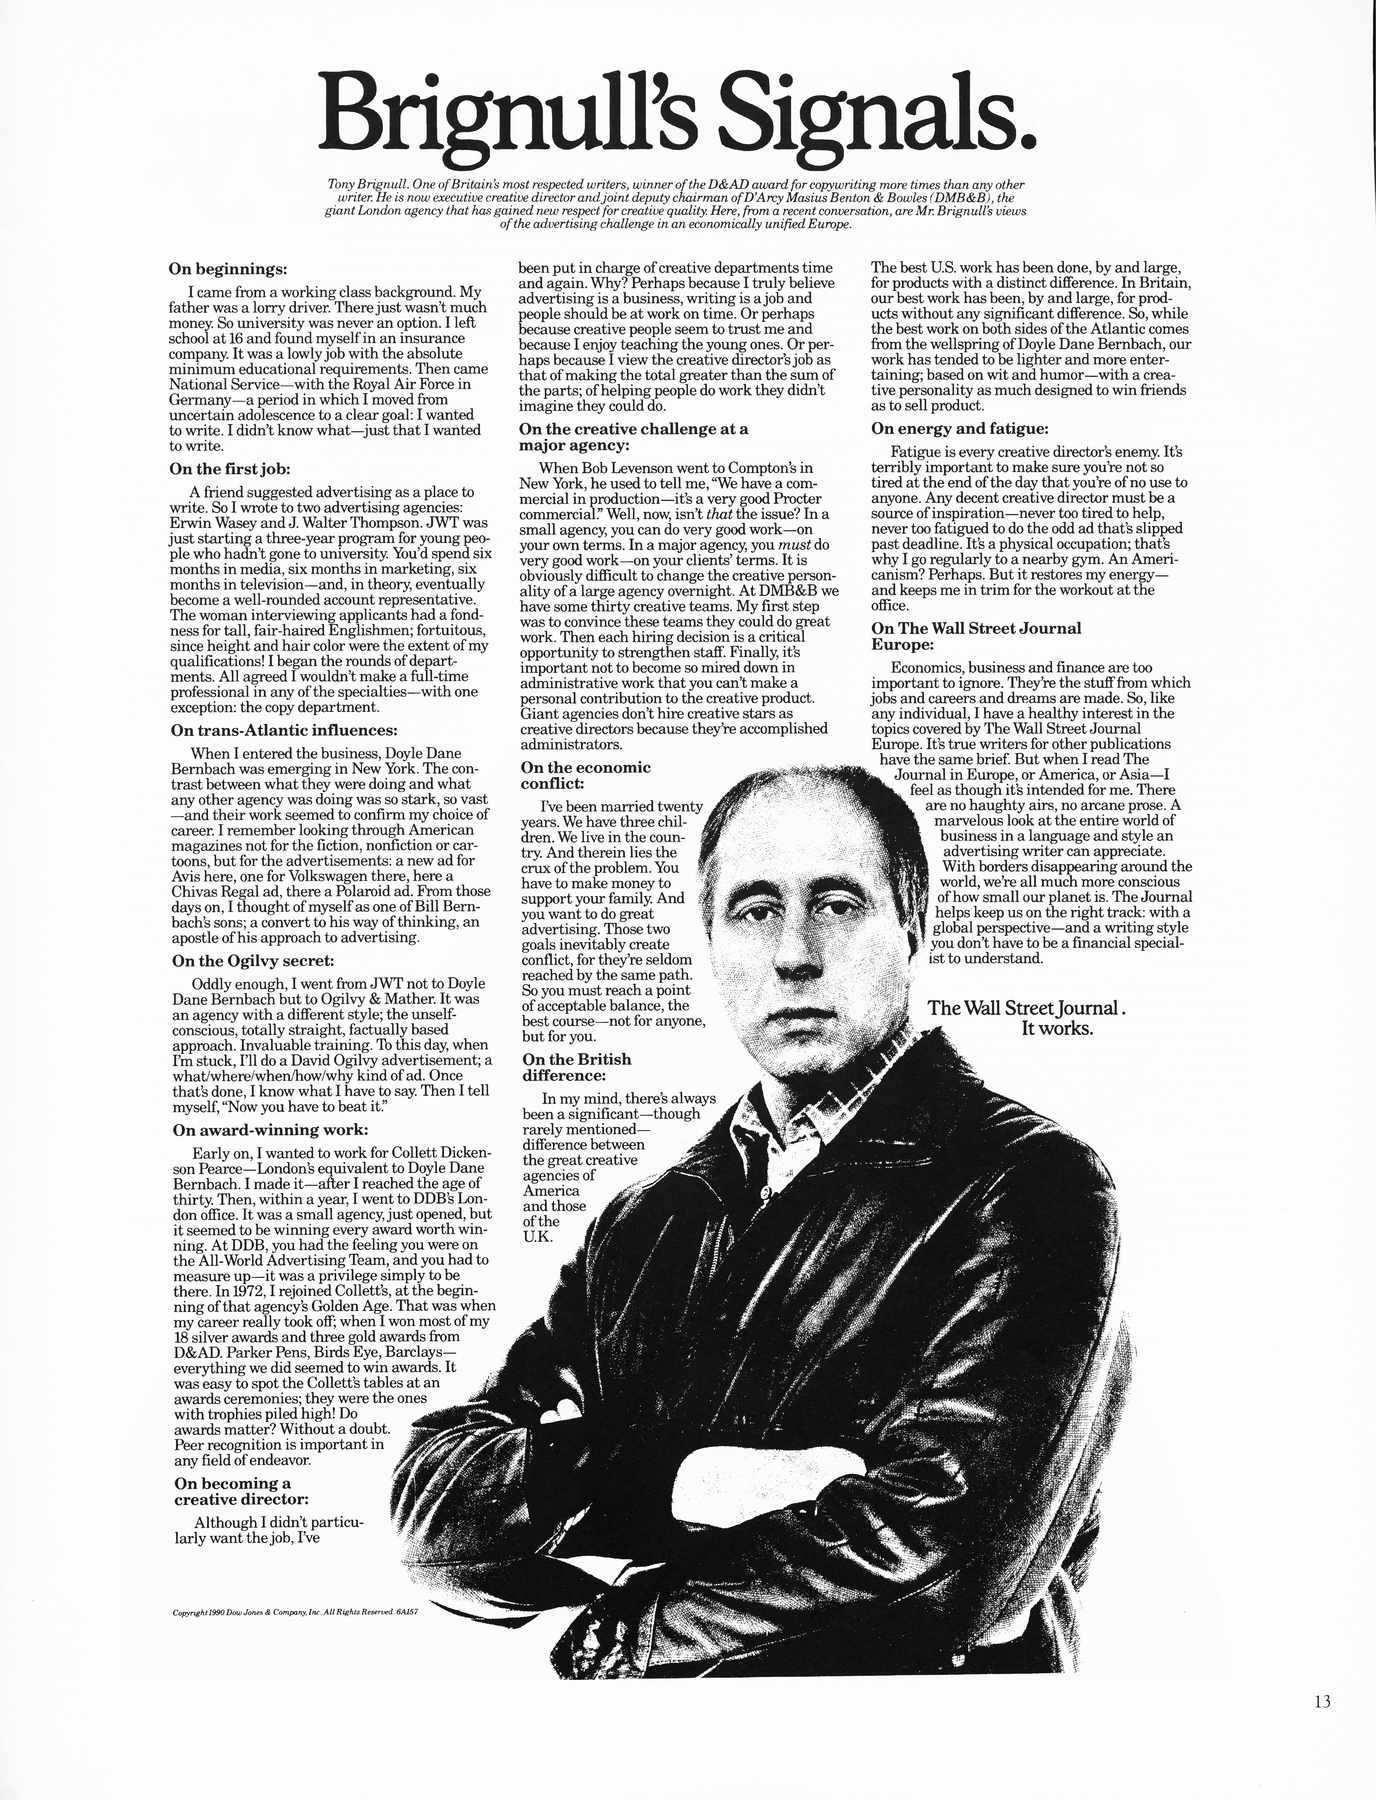 Brignull's Signals.
Tony Brignull. One of Britain's most respected writers, winner of the D&AD award for copywriting more times than any other
writer. He is now executive creative director and joint deputy chairman of D'Arcy Masius Benton & Bowles (DMB&B), the
giant London agency that has gained new respect for creative quality. Here, from a recent conversation, are Mr. Brignull's views
of the advertising challenge in an economically unified Europe.
On beginnings:
I came from a working class background. My
father was a lorry driver. There just wasn't much
money. So university was never an option. I left
school at 16 and found myself in an insurance
company. It was a lowly job with the absolute
minimum educational requirements. Then came
National Service—with the Royal Air Force in
Germany—a period in which I moved from
uncertain adolescence to a clear goal: I wanted
to write. I didn't know what—just that I wanted
to write.
On the first job:
A friend suggested advertising as a place to
write. So I wrote to two advertising agencies:
Erwin Wasey and J. Walter Thompson. JWT was
just starting a three-year program for young peo-
ple who hadn't gone to university. You'd spend six
months in media, six months in marketing, six
months in television—and, in theory, eventually
become a well-rounded account representative.
The woman interviewing applicants had a fond-
ness for tall, fair-haired Englishmen; fortuitous,
since height and hair color were the extent of my
qualifications! I began the rounds of depart-
ments. All agreed I wouldn't make a full-time
professional in any of the specialties—with one
exception: the copy department.
On trans-Atlantic influences:
When I entered the business, Doyle Dane
Bernbach was emerging in New York. The con-
trast between what they were doing and what
any other agency was doing was so stark, so vast
—and their work seemed to confirm my choice of
career. I remember looking through American
magazines not for the fiction, nonfiction or car-
toons, but for the advertisements: a new ad for
Avis here, one for Volkswagen there, here a
Chivas Regal ad, there a Polaroid ad. From those
days on, I thought of myself as one of Bill Bern-
bach's sons; a convert to his way of thinking, an
apostle of his approach to advertising.
On the Ogilvy secret:
Oddly enough, I went from JWT not to Doyle
Dane Bernbach but to Ogilvy & Mather. It was
an agency with a different style; the unself-
conscious, totally straight, factually based
approach. Invaluable training. To this day, when
I'm stuck, I'll do a David Ogilvy advertisement; a
what/where/when/how/why kind of ad. Once
that's done, I know what I have to say. Then I tell
myself, "Now you have to beat it."
On award-winning work:
Early on, I wanted to work for Collett Dicken-
son Pearce—London's equivalent to Doyle Dane
Bernbach. I made it—after I reached the age of
thirty. Then, within a year, I went to DDB's Lon-
don office. It was a small agency, just opened, but
it seemed to be winning every award worth win-
ning. At DDB, you had the feeling you were on
the All-World Advertising Team, and you had to
measure up—it was a privilege simply to be
there. In 1972, I rejoined Collett's, at the begin-
ning of that agency's Golden Age. That was when
my career really took off; when I won most of my
18 silver awards and three gold awards from
D&AD. Parker Pens, Birds Eye, Barclays—
everything we did seemed to win awards. It
was easy to spot the Collett's tables at an
awards ceremonies; they were the ones
with trophies piled high! Do
awards matter? Without a doubt.
Peer recognition is important in
any field of endeavor.
On becoming a
creative director:
Although I didn't particu-
larly want the job, I've
been put in charge of creative departments time
and again. Why? Perhaps because I truly believe
advertising is a business, writing is a job and
people should be at work on time. Or perhaps
because creative people seem to trust me and
because I enjoy teaching the young ones. Or per-
haps because I view the creative director's job as
that of making the total greater than the sum of
the parts; of helping people do work they didn't
imagine they could do.
On the creative challenge at a
major agency:
When Bob Levenson went to Compton's in
New York, he used to tell me, "We have a com-
mercial in production—it's a very good Procter
commercial." Well, now, isn't that the issue? In a
small agency, you can do very good work—on
your own terms. In a major agency, you must do
very good work—on your clients' terms. It is
obviously difficult to change the creative person-
ality of a large agency overnight. At DMB&B we
have some thirty creative teams. My first step
was to convince these teams they could do great
work. Then each hiring decision is a critical
opportunity to strengthen staff. Finally, it's
important not to become so mired down in
administrative work that you can't make a
personal contribution to the creative product.
Giant agencies don't hire creative stars as
creative directors because they're accomplished
administrators.
On the economic
conflict:
I've been married twenty
years. We have three chil-
dren. We live in the coun-
try. And therein lies the
crux of the problem. You
have to make money to
support your family. And
you want to do great
advertising. Those two
goals inevitably create
conflict, for they're seldom
reached by the same path.
So you must reach a point
of acceptable balance, the
best course—not for anyone,
but for you.
On the British
difference:
In my mind, there's always
been a significant—though
rarely mentioned—
difference between
the great creative
agencies of
America
and those
of the
U.K.
The best U.S. work has been done, by and large,
for products with a distinct difference. In Britain,
our best work has been, by and large, for prod-
ucts without any significant difference. So, while
the best work on both sides of the Atlantic comes
from the wellspring of Doyle Dane Bernbach, our
work has tended to be lighter and more enter-
taining; based on wit and humor—with a crea-
tive personality as much designed to win friends
as to sell product.
On energy and fatigue:
Fatigue is every creative director's enemy. It's
terribly important to make sure you're not so
tired at the end of the day that you're of no use to
anyone. Any decent creative director must be a
source of inspiration—never too tired to help,
never too fatigued to do the odd ad that's slipped
past deadline. It's a physical occupation; that's
why I go regularly to a nearby gym. An Ameri-
canism? Perhaps. But it restores my energy—
and keeps me in trim for the workout at the
office.
On The Wall Street Journal
Europe:
Economics, business and finance are too
important to ignore. They're the stuff from which
jobs and careers and dreams are made. So, like
any individual, I have a healthy interest in the
topics covered by The Wall Street Journal
Europe. It's true writers for other publications
have the same brief. But when I read The
Journal in Europe, or America, or Asia—I
feel as though it's intended for me. There
are no haughty airs, no arcane prose. A
marvelous look at the entire world of
business in a language and style an
advertising writer can appreciate.
With borders disappearing around the
world, we're all much more conscious
of how small our planet is. The Journal
helps keep us on the right track: with a
global perspective—and a writing style
you don't have to be a financial special-
ist to understand.
The Wall Street Journal.
It works.
Copyright 1990 Dow Jones & Company, Inc. All Rights Reserved. 6A157
13